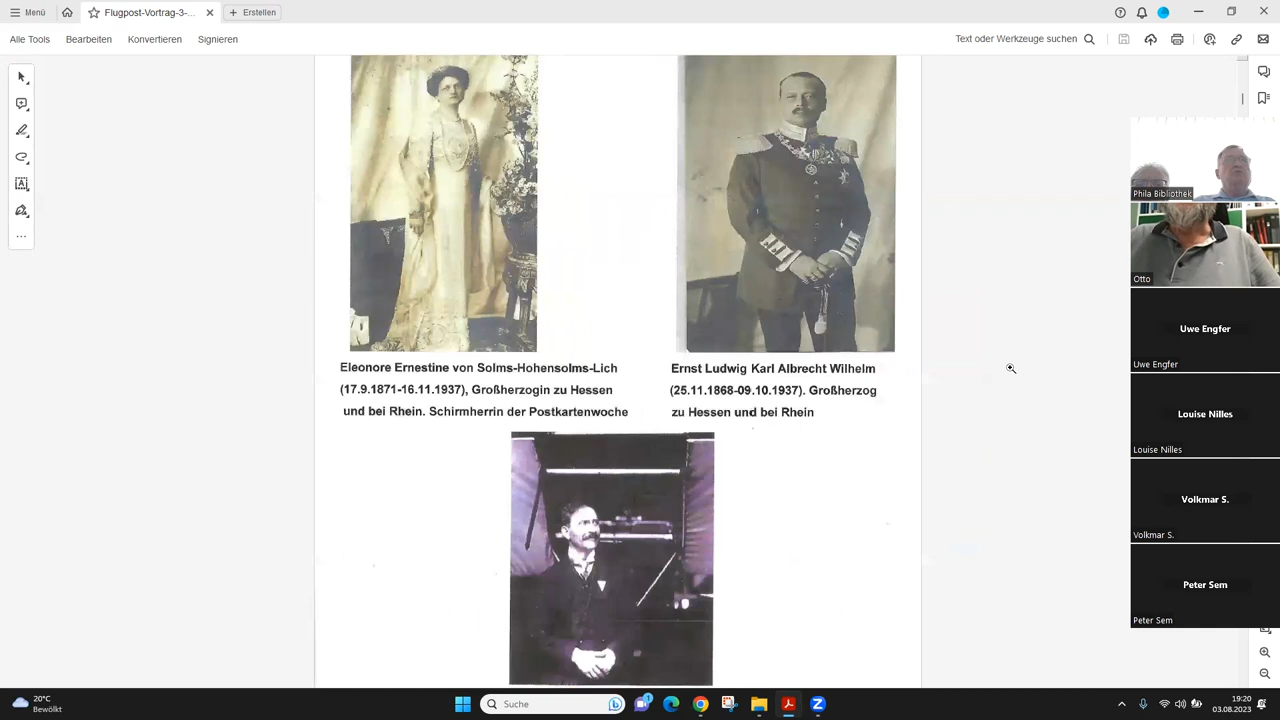 Menü
Flugpost-Vortrag-3-...
Erstellen
Alle Tools
Bearbeiten
Konvertieren
Signieren
Text oder Werkzeuge suchen
Eleonore Ernestine von Solms-Hohensolms-Lich
(17.9.1871-16.11.1937), Großherzogin zu Hessen
und bei Rhein. Schirmherrin der Postkartenwoche
Ernst Ludwig Karl Albrecht Wilhelm
(25.11.1868-09.10.1937). Großherzog
zu Hessen und bei Rhein
Phila Bibliothek
Otto
Uwe Engfer
Uwe Engfer
Louise Nilles
Louise Nilles
Volkmar S.
Volkmar S.
Peter Sem
Peter Sem
20°C
Bewölkt
Suche
1
19:20
03.08.2023